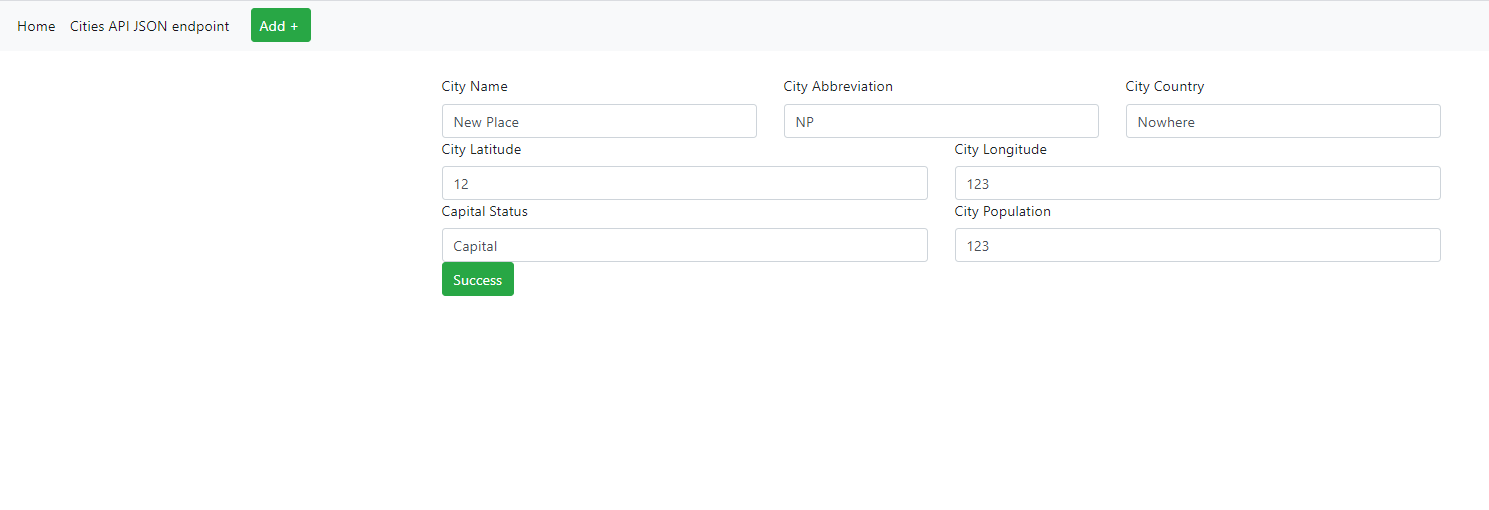 Home Cities API JSON endpoint Add +
City Name City Abbreviation City Country
New Place NP Nowhere
City Latitude City Longitude
12 123
Capital Status City Population
Capital 123
Success